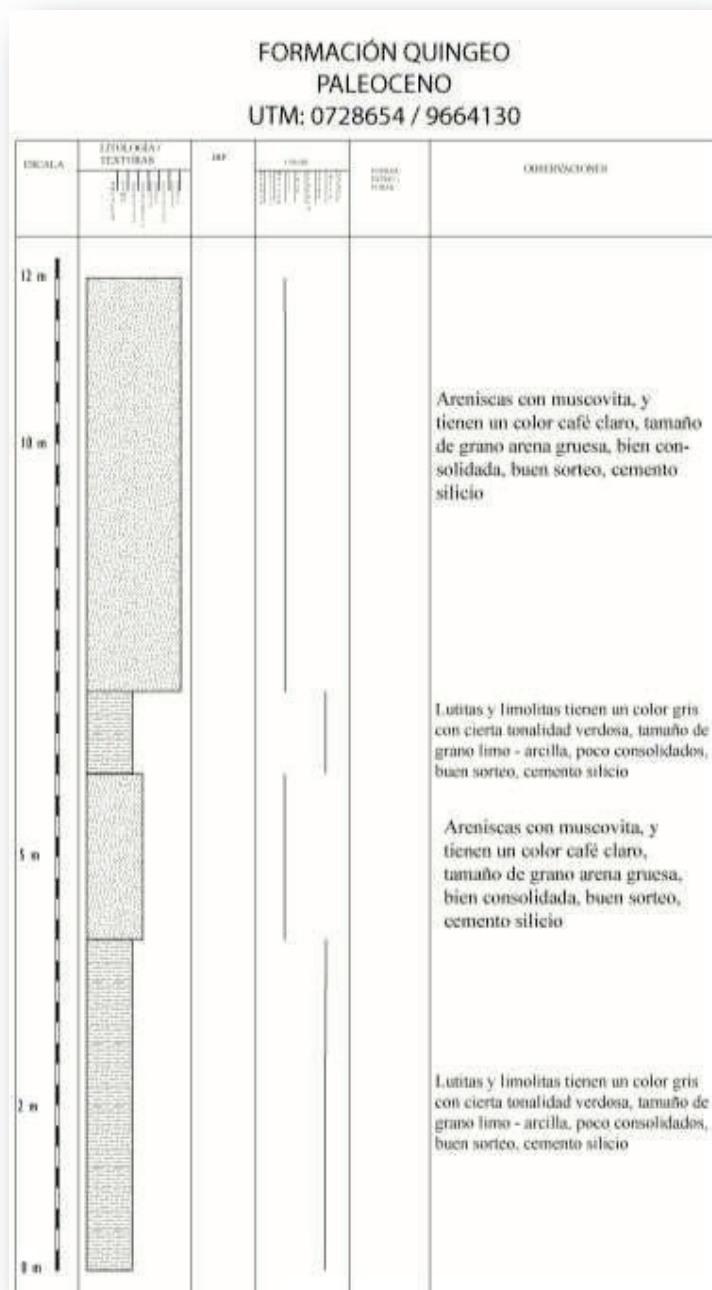 FORMACIÓN QUINGEO
PALEOCENO
UTM: 0728654 / 9664130
ESCALA
LITOLOGÍA /
TEXTURAS
COLOR
OBSERVACIONES
12 m
Areniscas con muscovita, y
tienen un color café claro, tamaño
de grano arena gruesa, bien con-
solidada, buen sorteo, cemento
silicio
10 m
Lutitas y limolitas tienen un color gris
con cierta tonalidad verdosa, tamaño de
grano limo - arcilla, poco consolidados,
buen sorteo, cemento silicio
5 m
Areniscas con muscovita, y
tienen un color café claro,
tamaño de grano arena gruesa,
bien consolidada, buen sorteo,
cemento silicio
2 m
Lutitas y limolitas tienen un color gris
con cierta tonalidad verdosa, tamaño de
grano limo - arcilla, poco consolidados,
buen sorteo, cemento silicio
0 m